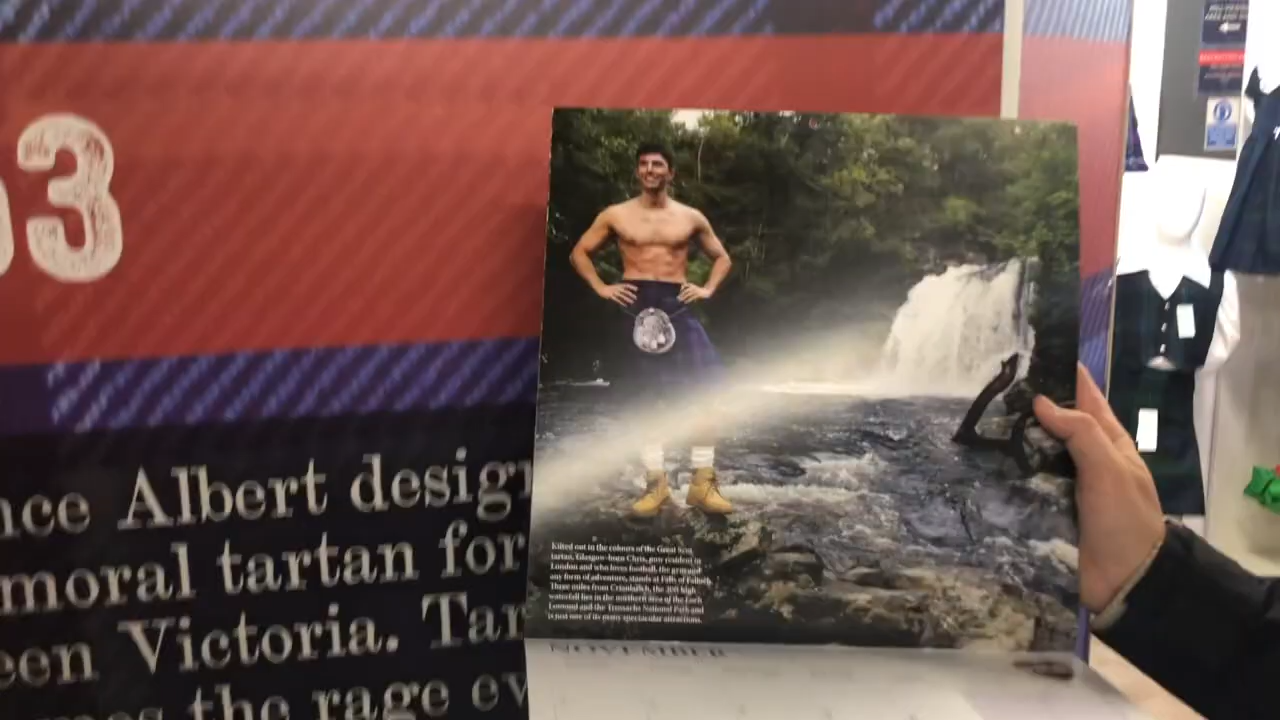 3
nce Albert design
moral tartan for
een Victoria. Tar
the rage ev
Kilted out in the colours of the Great Scot
tartan, Glasgow-born Chris, now resident in
London and who loves football, the gym and
any form of adventure, stands at Falls of Falloch.
Three miles from Crianlarich, the 30ft high
waterfall lies in the northern area of the Loch
Lomond and the Trossachs National Park and
is just one of its many spectacular attractions.
NOVEMBER